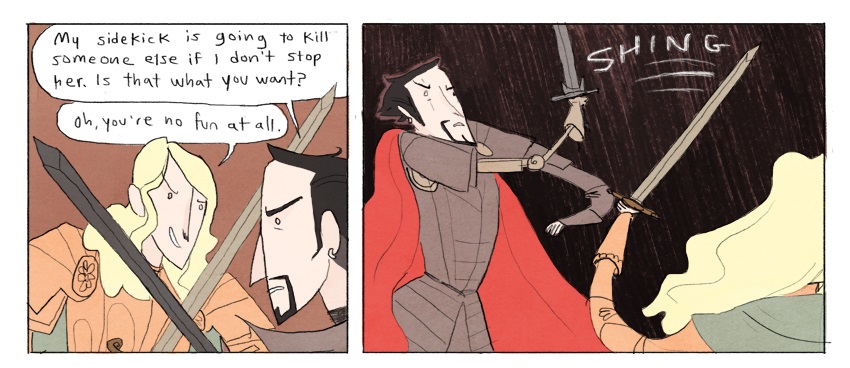 My sidekick is going to kill
someone else if I don't stop
her. Is that what you want?
Oh, you're no fun at all.
SHING